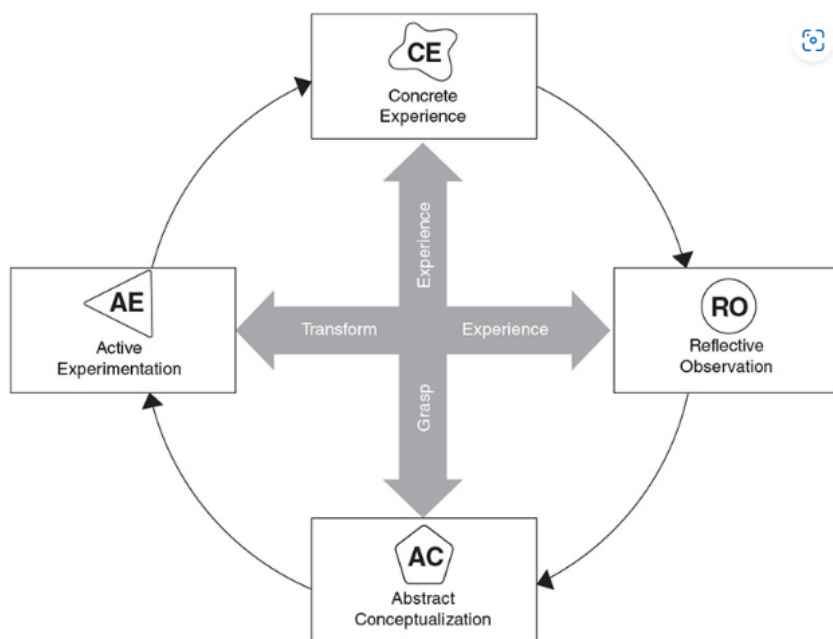 CE
Concrete
Experience
AE
Active
Experimentation
Transform
Experience
Experience
Grasp
RO
Reflective
Observation
AC
Abstract
Conceptualization